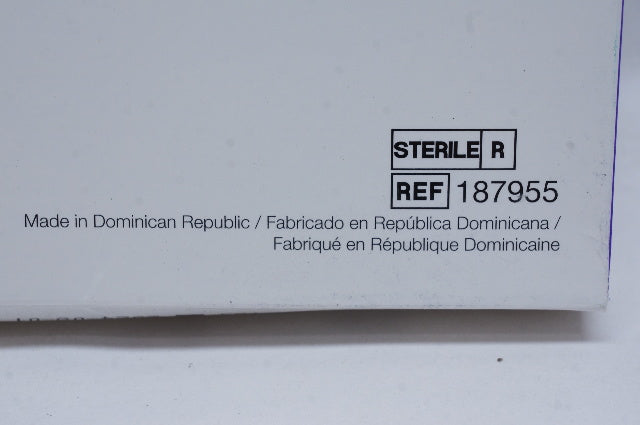 STERILE R
REF 187955
Made in Dominican Republic / Fabricado en República Dominicana /
Fabriqué en République Dominicaine